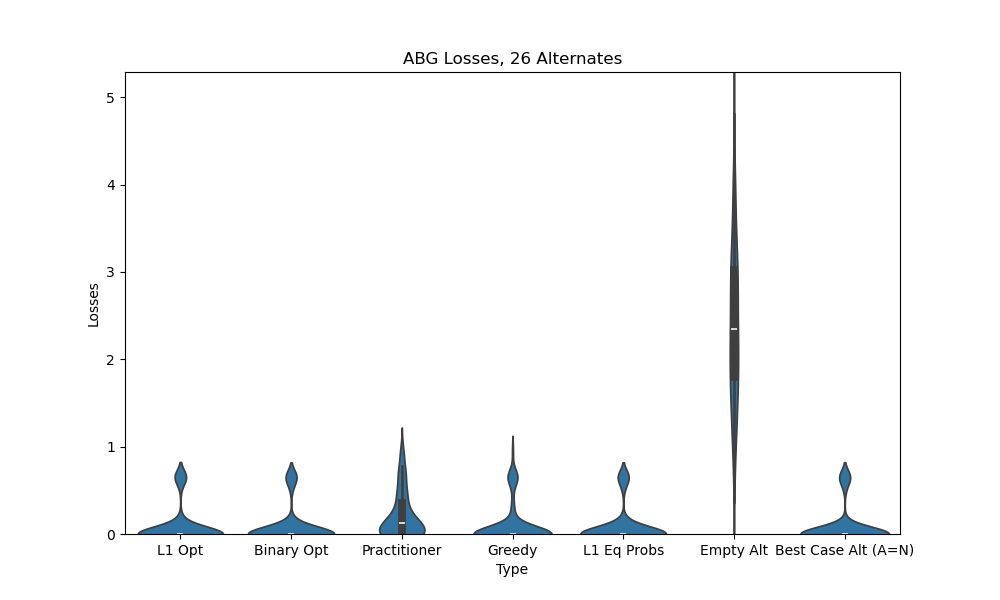 ABG Losses, 26 Alternates
Losses
5
4
3
2
1
0
L1 Opt
Binary Opt
Practitioner
Greedy
L1 Eq Probs
Empty Alt
Best Case Alt (A=N)
Type